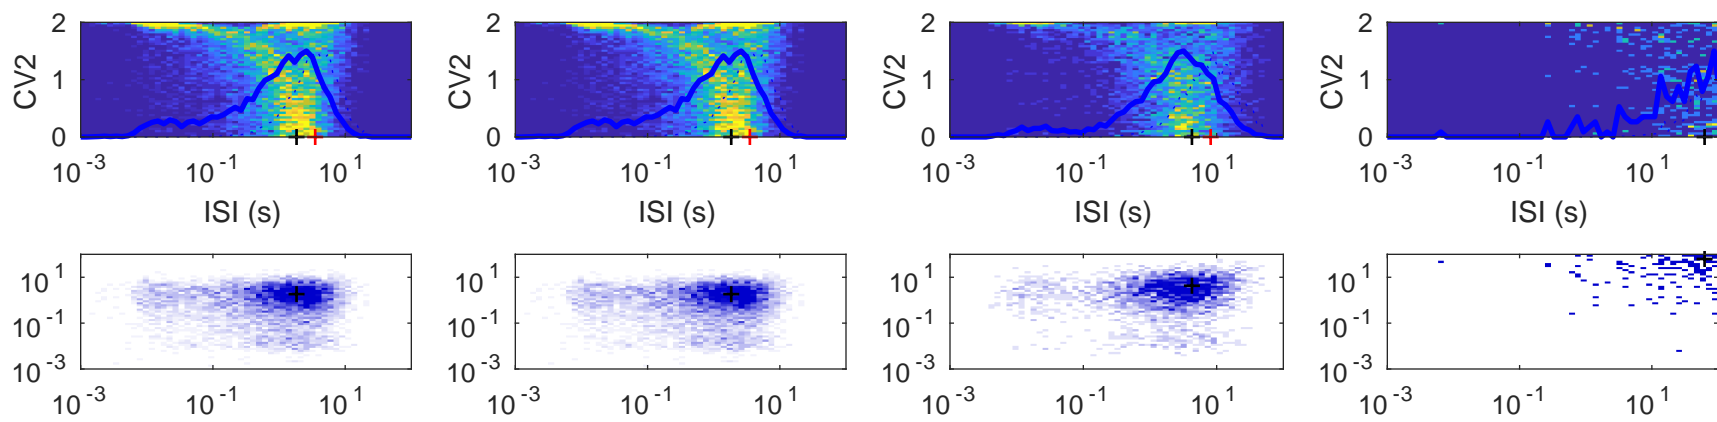 2 2 2 2
CV2 1 CV2 1 CV2 1 CV2 1
0 0 0 0
10^-3 10^-1 10^1 10^-3 10^-1 10^1 10^-3 10^-1 10^1 10^-3 10^-1 10^1
ISI (s) ISI (s) ISI (s) ISI (s)
10^1 10^1 10^1 10^1
10^-1 10^-1 10^-1 10^-1
10^-3 10^-3 10^-3 10^-3
10^-3 10^-1 10^1 10^-3 10^-1 10^1 10^-3 10^-1 10^1 10^-3 10^-1 10^1